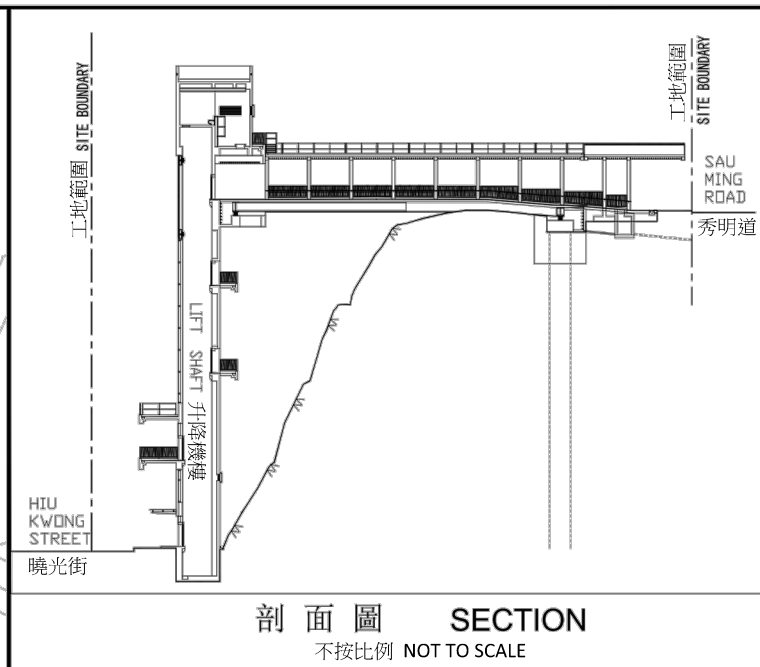 工地範圍 SITE BOUNDARY
工地範圍
SITE BOUNDARY
SAU
MING
ROAD
秀明道
LIFT SHAFT 升降機樓
HIU
KWONG
STREET
曉光街
剖面圖 SECTION
不按比例 NOT TO SCALE